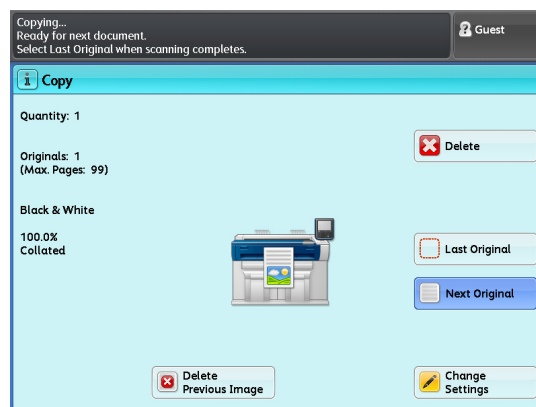 Copying...
Ready for next document.
Select Last Original when scanning completes.
Guest
Copy
Quantity: 1
Delete
Originals: 1
(Max. Pages: 99)
Black & White
100.0%
Collated
Last Original
Next Original
Delete
Previous Image
Change
Settings